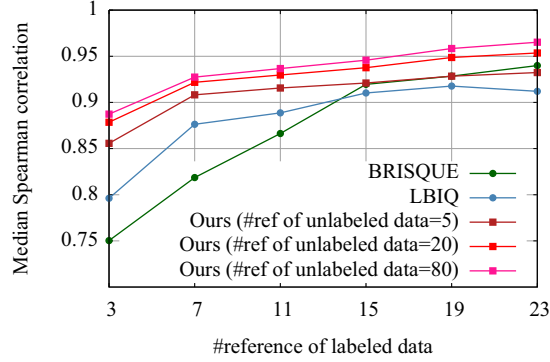 1
0.95
0.9
0.85
0.8
0.75
Median Spearman correlation
BRISQUE
LBIQ
Ours (#ref of unlabeled data=5)
Ours (#ref of unlabeled data=20)
Ours (#ref of unlabeled data=80)
3 7 11 15 19 23
#reference of labeled data